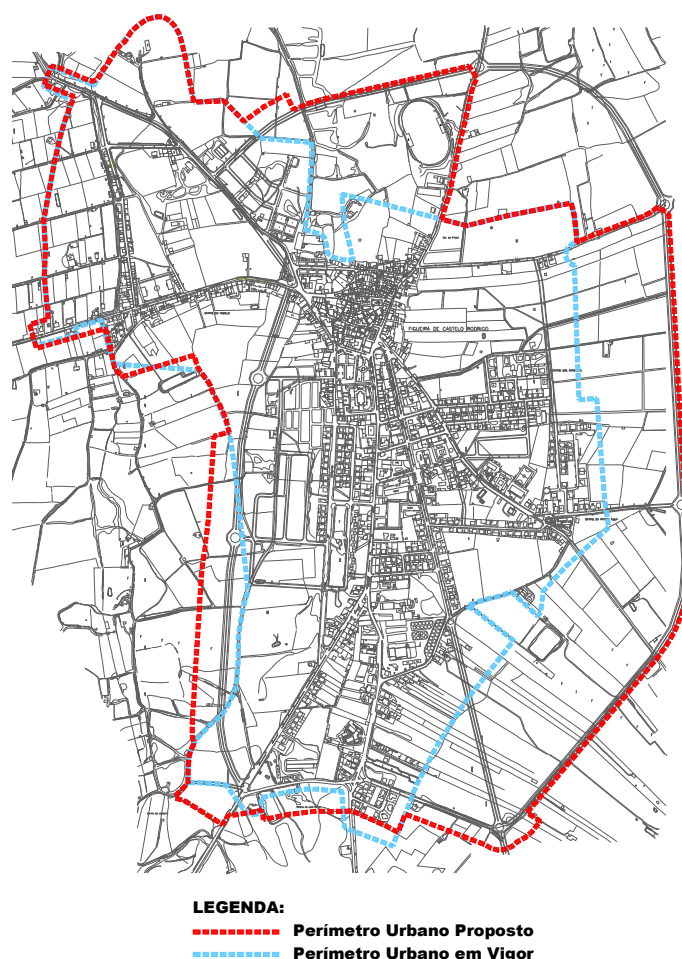 FIGUEIRA DE CASTELO RODRIGO
LEGENDA:
Perímetro Urbano Proposto
Perímetro Urbano em Vigor